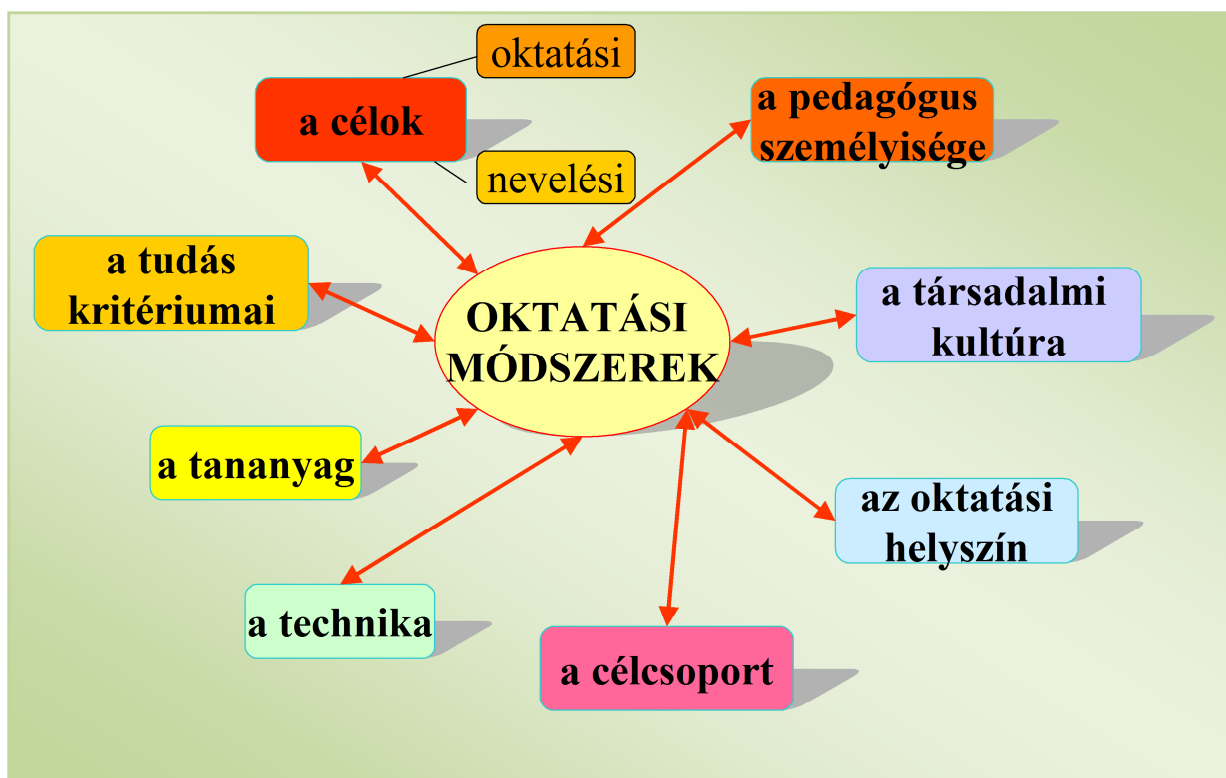 oktatási
a célok
nevelési
a pedagógus
személyisége
a tudás
kritériumai
OKTATÁSI
MÓDSZEREK
a társadalmi
kultúra
a tananyag
az oktatási
helyszín
a technika
a célcsoport